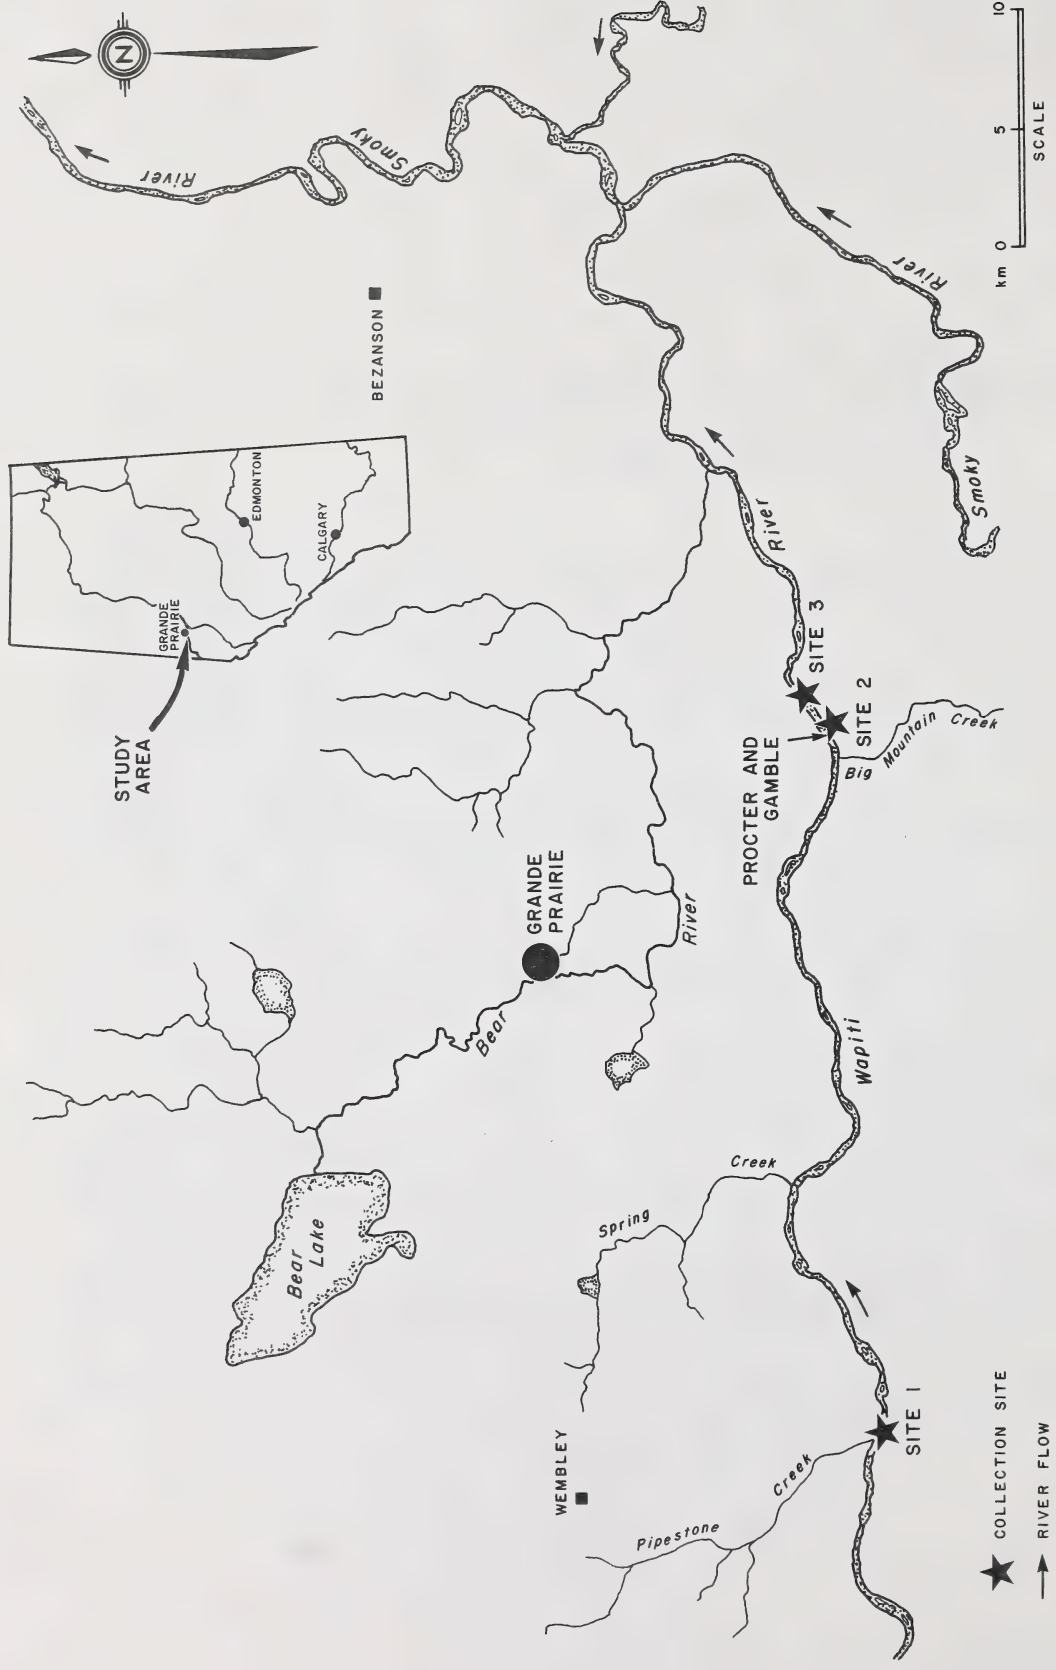 N
River
Smoky
BEZANSON
EDMONTON
CALGARY
GRANDE
PRAIRIE
STUDY
AREA
Bear
Lake
Bear
GRANDE
PRAIRIE
River
Spring
Creek
WEMBLEY
Pipestone
Creek
SITE 1
Wapiti
PROCTER AND
GAMBLE
Big
Mountain
Creek
SITE 2
SITE 3
River
Smoky
River
COLLECTION SITE
RIVER FLOW
km 0 5 10
SCALE